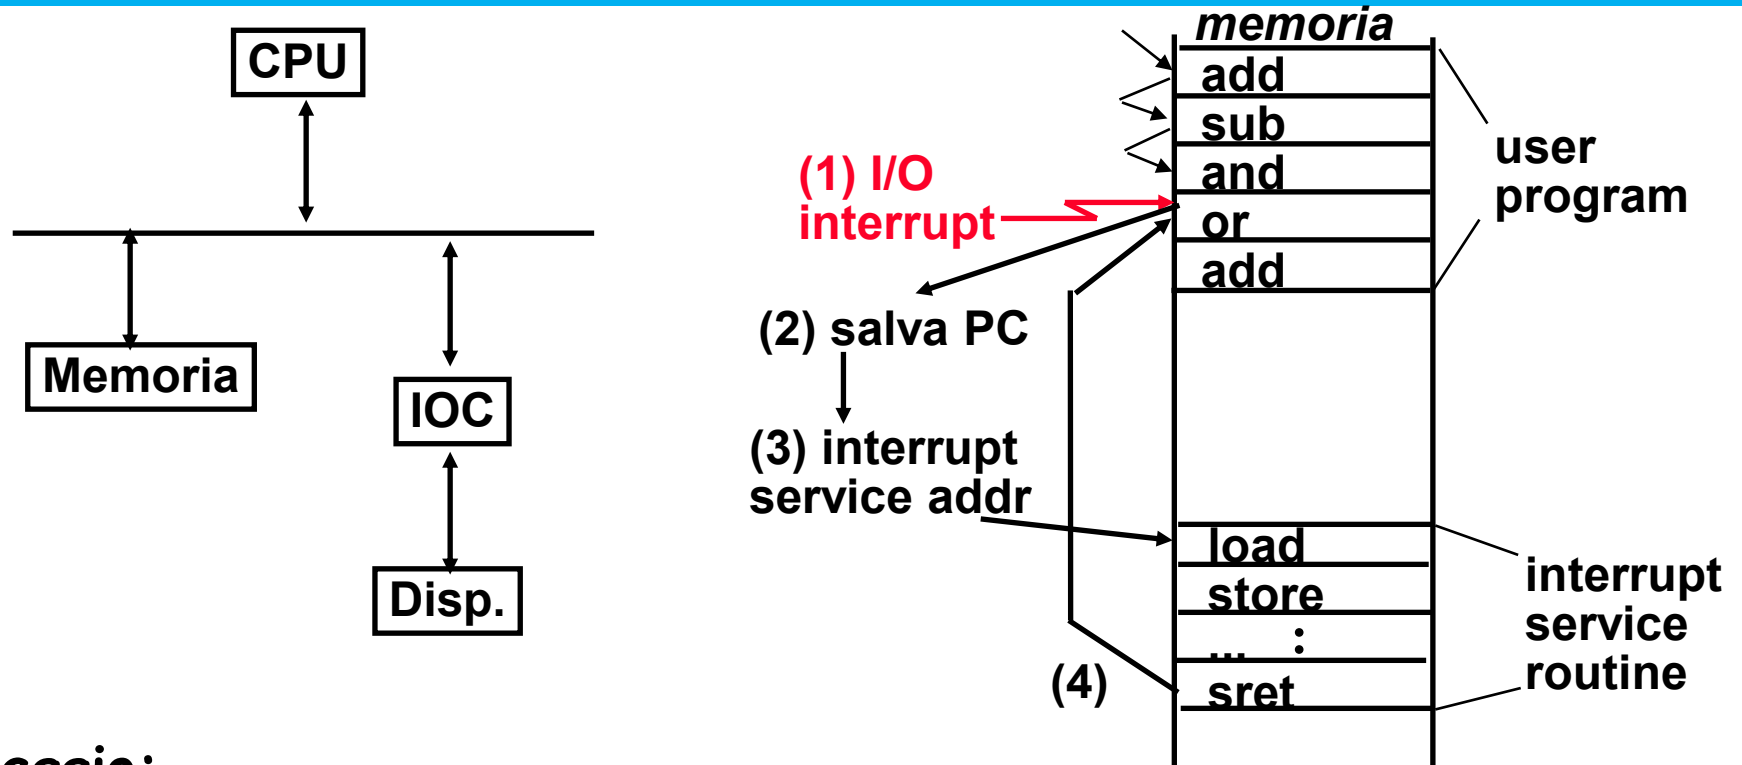 CPU
Memoria
IOC
Disp.
memoria
add
sub
and
or
add
user
program
(1) I/O
interrupt
(2) salva PC
(3) interrupt
service addr
(4)
load
store
...
sret
interrupt
service
routine